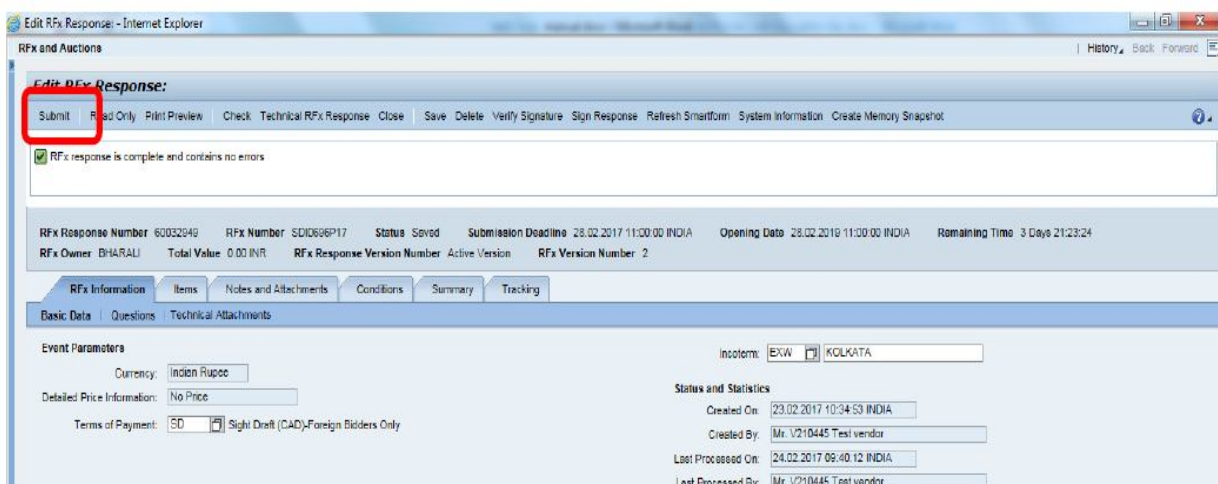 Edit RFx Response: - Internet Explorer
RFx and Auctions
History Back Forward
Edit RFx Response:
Submit Read Only Print Preview Check Technical RFx Response Close Save Delete Verify Signature Sign Response Refresh Smartform System Information Create Memory Snapshot
RFx response is complete and contains no errors
RFx Response Number 60032949 RFx Number SDI0696P17 Status Saved Submission Deadline 28.02.2017 11:00:00 INDIA Opening Date 28.02.2019 11:00:00 INDIA Remaining Time 3 Days 21:23:24
RFx Owner BHARALI Total Value 0.00 INR RFx Response Version Number Active Version RFx Version Number 2
RFx Information Items Notes and Attachments Conditions Summary Tracking
Basic Data Questions Technical Attachments
Event Parameters
Incoterm: EXW KOLKATA
Currency: Indian Rupee
Status and Statistics
Detailed Price Information: No Price
Created On: 23.02.2017 10:34:53 INDIA
Terms of Payment: SD Sight Draft (CAD)-Foreign Bidders Only
Created By: Mr. V210445 Test vendor
Last Processed On: 24.02.2017 09:40:12 INDIA
Last Processed By: Mr. V210445 Test vendor